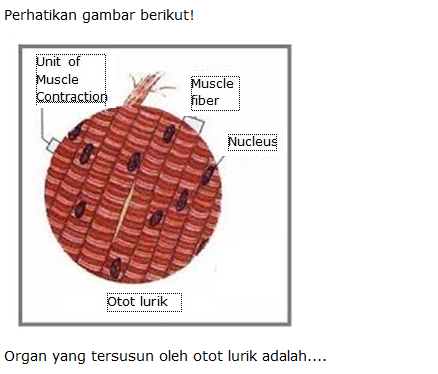 Perhatikan gambar berikut!
Unit of
Muscle
Contraction
Muscle
fiber
Nucleus
Otot lurik
Organ yang tersusun oleh otot lurik adalah....